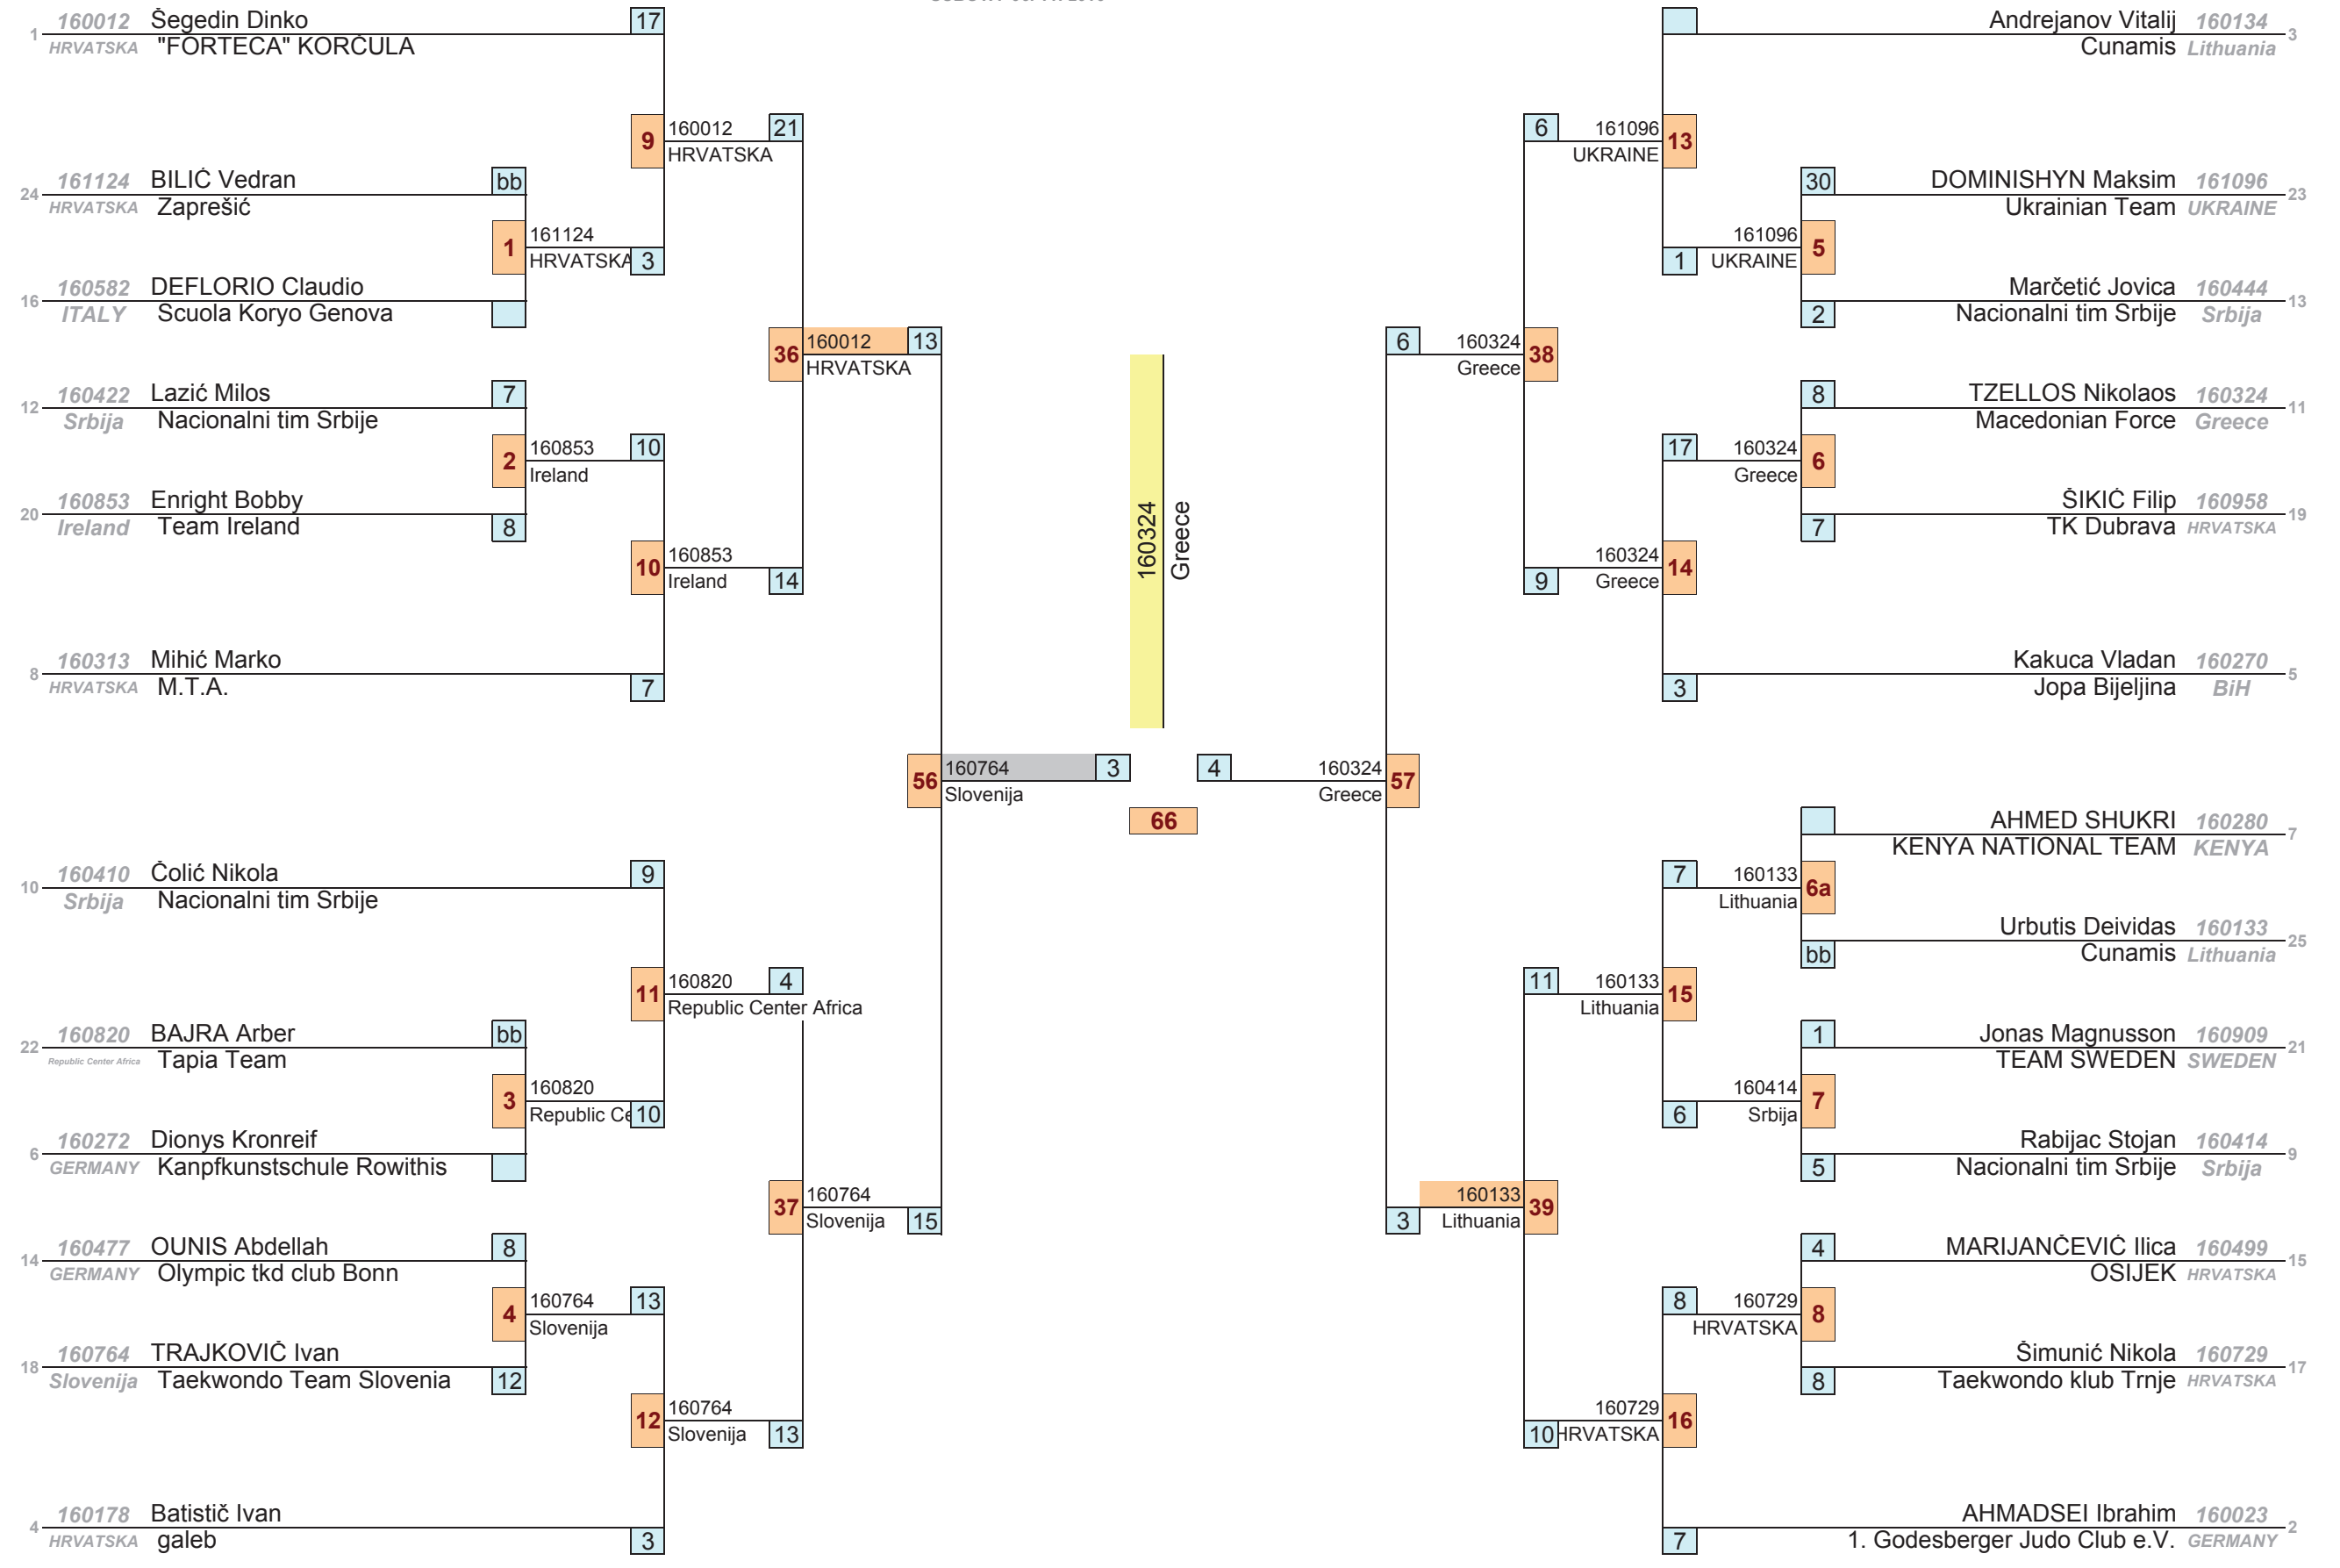 1 160012 Šegedin Dinko 17
HRVATSKA "FORTECA" KORČULA
9 160012 21
HRVATSKA
24 161124 BILIĆ Vedran bb
HRVATSKA Zaprešić
1 161124
HRVATSKA 3
16 160582 DEFLORIO Claudio
ITALY Scuola Koryo Genova
36 160012 13
HRVATSKA
12 160422 Lazić Milos 7
Srbija Nacionalni tim Srbije
2 160853 10
Ireland
20 160853 Enright Bobby
Ireland Team Ireland 8
10 160853
Ireland 14
8 160313 Mihić Marko
HRVATSKA M.T.A. 7
56 160764 3
Slovenija
10 160410 Čolić Nikola 9
Srbija Nacionalni tim Srbije
11 160820 4
Republic Center Africa
22 160820 BAJRA Arber bb
Republic Center Africa Tapia Team
3 160820
Republic Ce 10
6 160272 Dionys Kronreif
GERMANY Kanpfkunstschule Rowithis
37 160764
Slovenija 15
14 160477 OUNIS Abdellah 8
GERMANY Olympic tkd club Bonn
4 160764 13
Slovenija
18 160764 TRAJKOVIČ Ivan
Slovenija Taekwondo Team Slovenia 12
12 160764
Slovenija 13
4 160178 Batistič Ivan
HRVATSKA galeb 3
160324
Greece
66
Andrejanov Vitalij 160134 3
Cunamis Lithuania
6 161096 13
UKRAINE
30 DOMINISHYN Maksim 161096 23
Ukrainian Team UKRAINE
161096 5
1 UKRAINE
Marčetić Jovica 160444 13
2 Nacionalni tim Srbije Srbija
6 160324 38
Greece
8 TZELLOS Nikolaos 160324 11
Macedonian Force Greece
17 160324 6
Greece
ŠIKIĆ Filip 160958 19
7 TK Dubrava HRVATSKA
160324 14
9 Greece
Kakuca Vladan 160270 5
3 Jopa Bijeljina BiH
4 160324 57
Greece
AHMED SHUKRI 160280 7
KENYA NATIONAL TEAM KENYA
7 160133 6a
Lithuania
Urbutis Deividas 160133 25
bb Cunamis Lithuania
11 160133 15
Lithuania
1 Jonas Magnusson 160909 21
TEAM SWEDEN SWEDEN
160414 7
6 Srbija
Rabijac Stojan 160414 9
5 Nacionalni tim Srbije Srbija
160133 39
3 Lithuania
4 MARIJANČEVIĆ Ilica 160499 15
OSIJEK HRVATSKA
8 160729 8
HRVATSKA
Šimunić Nikola 160729 17
8 Taekwondo klub Trnje HRVATSKA
160729 16
10 HRVATSKA
AHMADSEI Ibrahim 160023 2
7 1. Godesberger Judo Club e.V. GERMANY